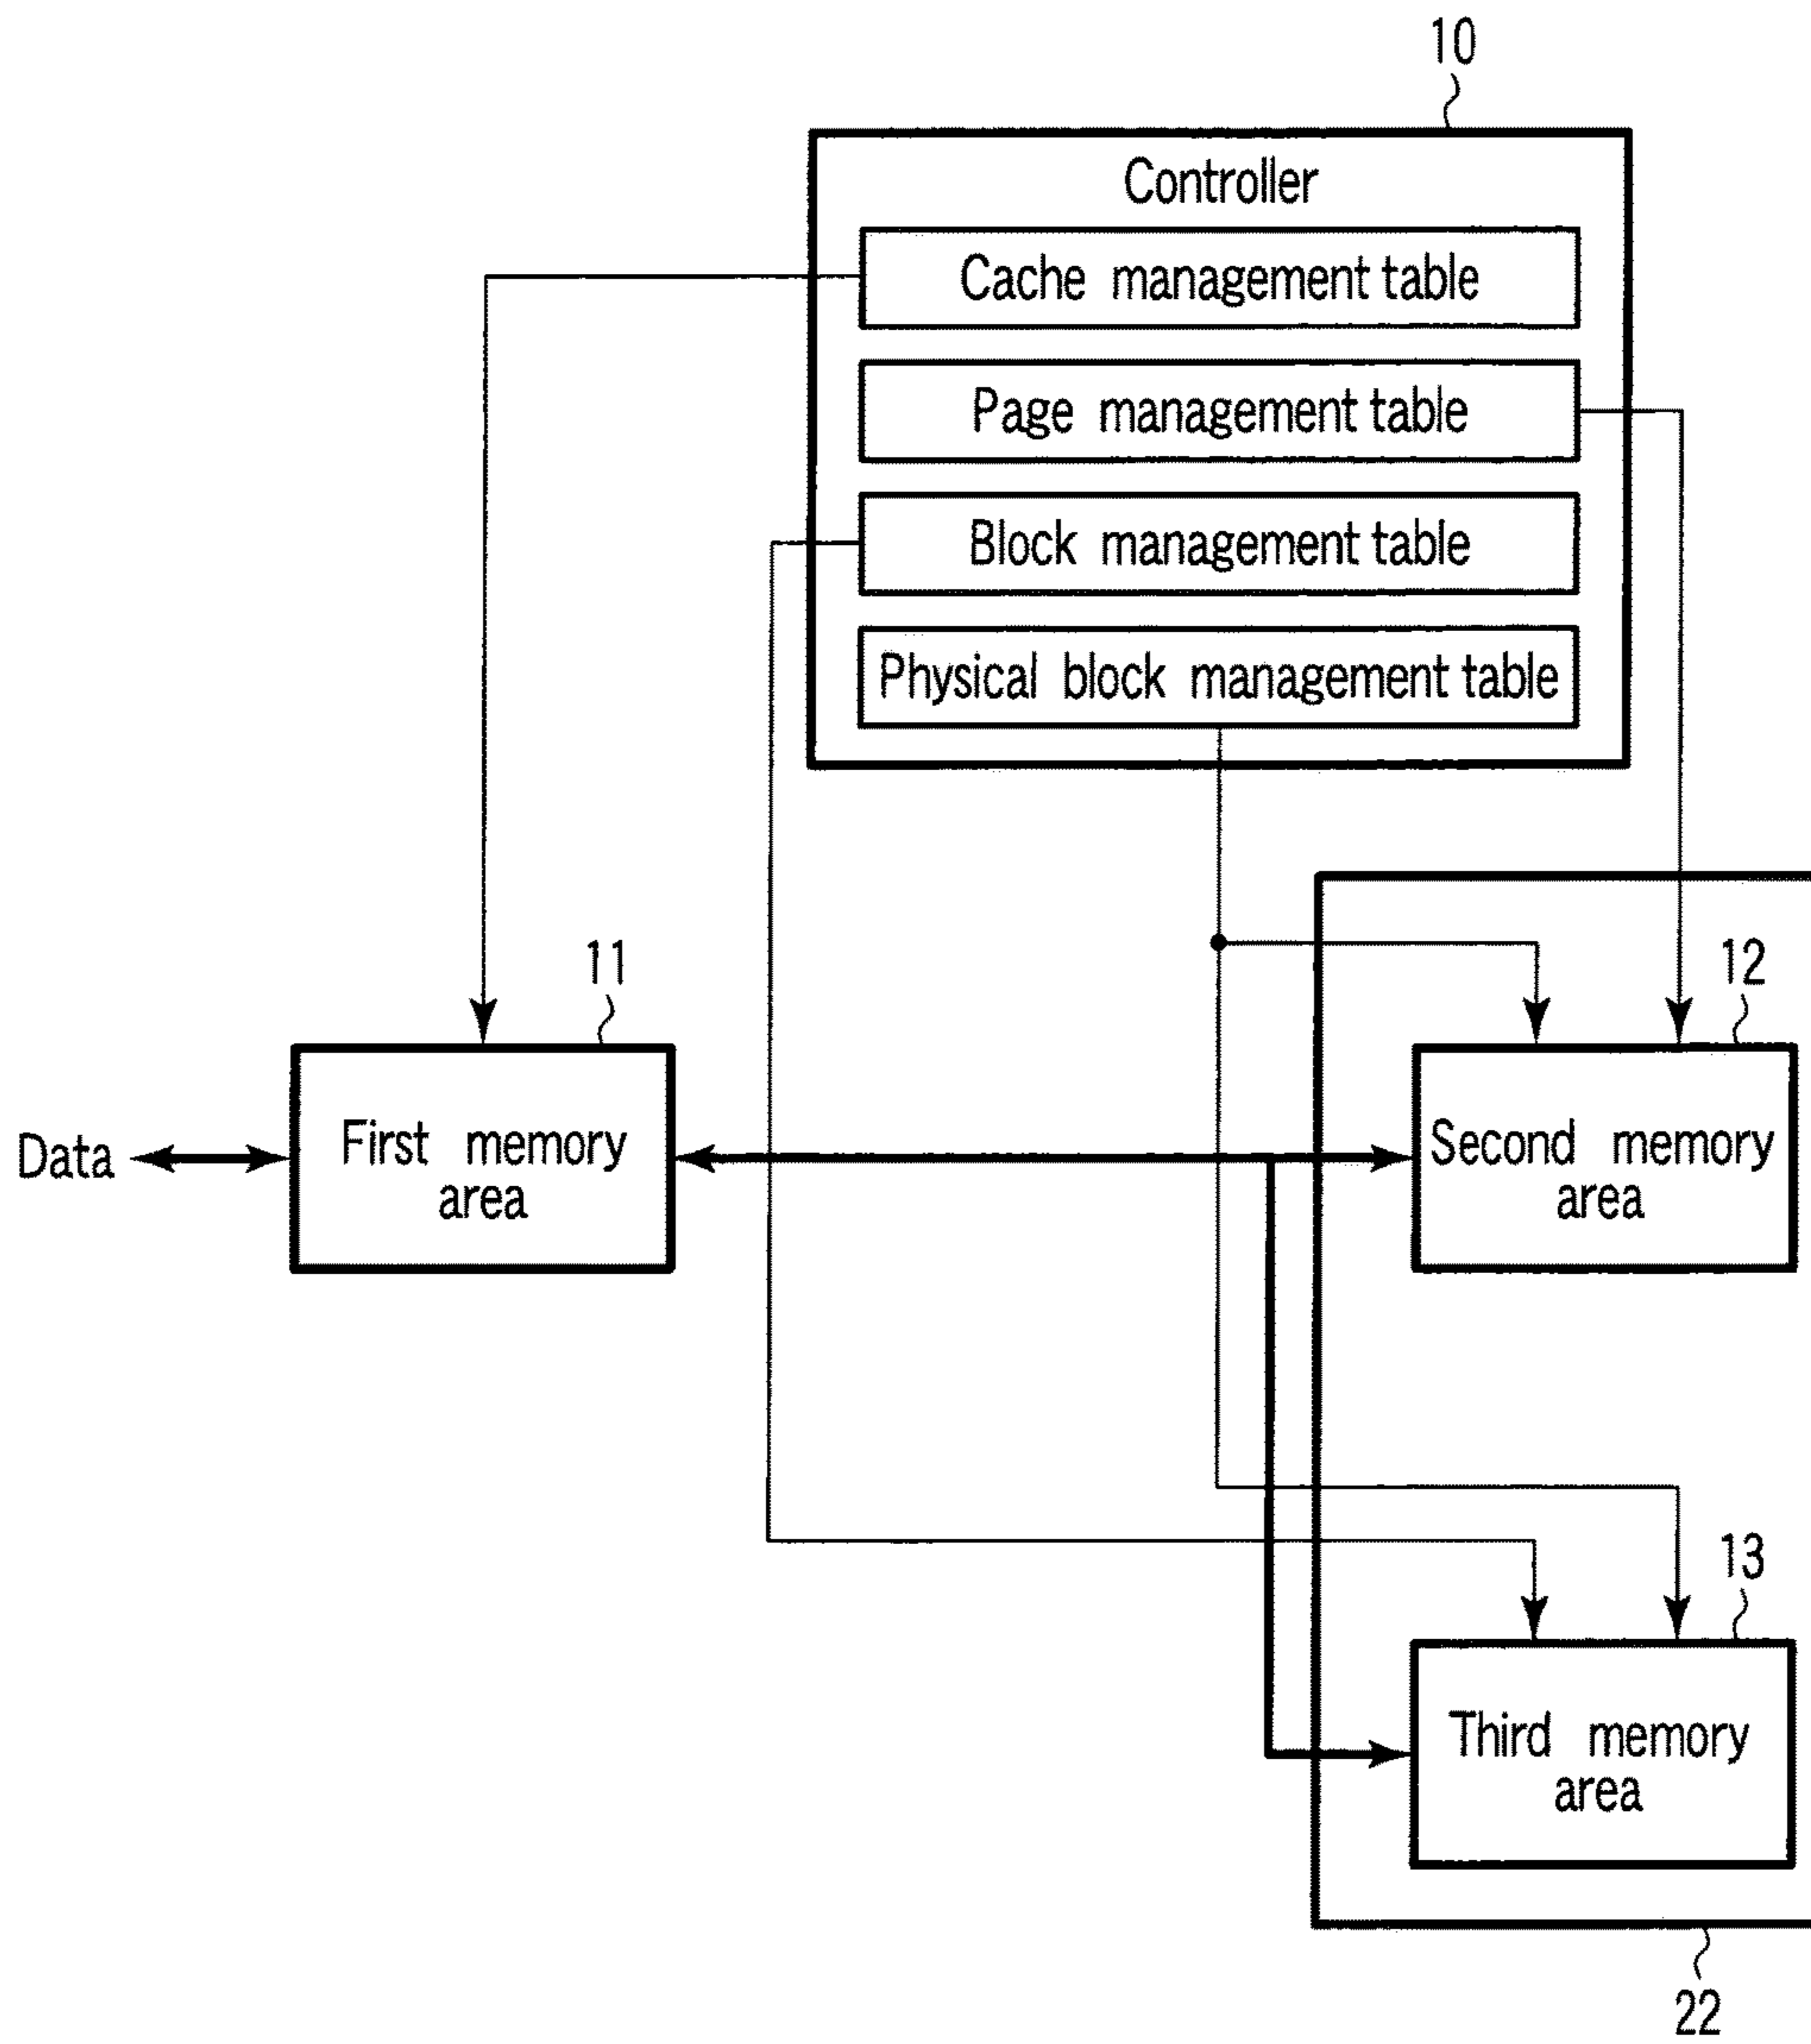 10
Controller
Cache management table
Page management table
Block management table
Physical block management table
11
12
Data
First memory
area
Second memory
area
13
Third memory
area
22